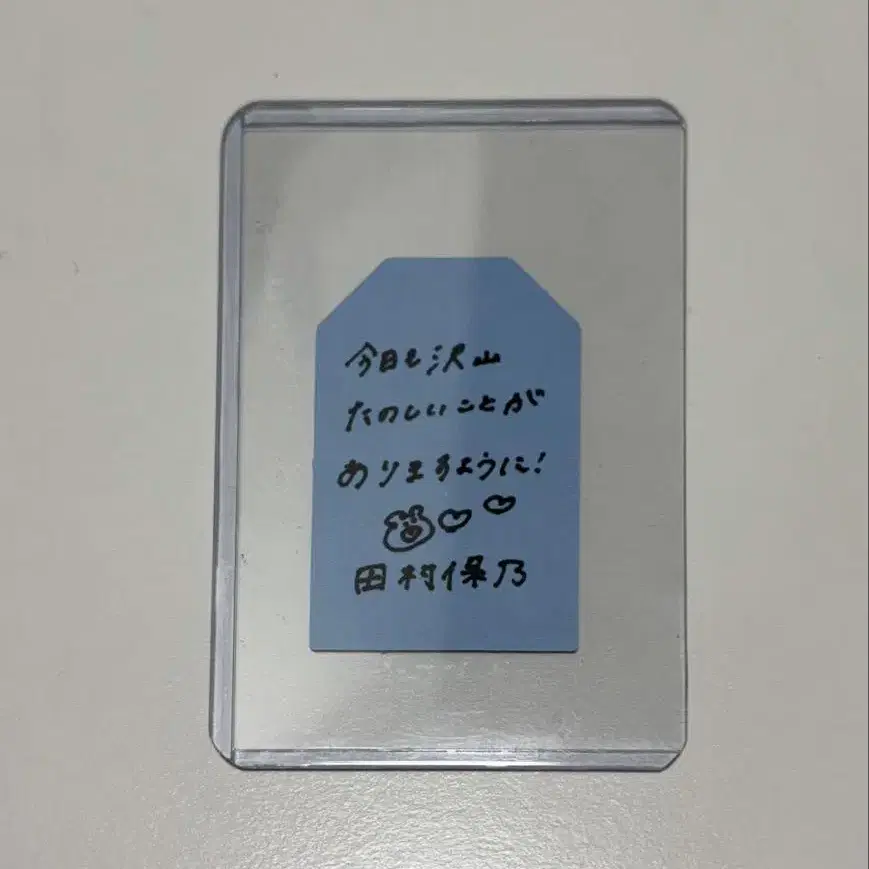 今日も沢山
たのしいことが
ありますように!
田村保乃